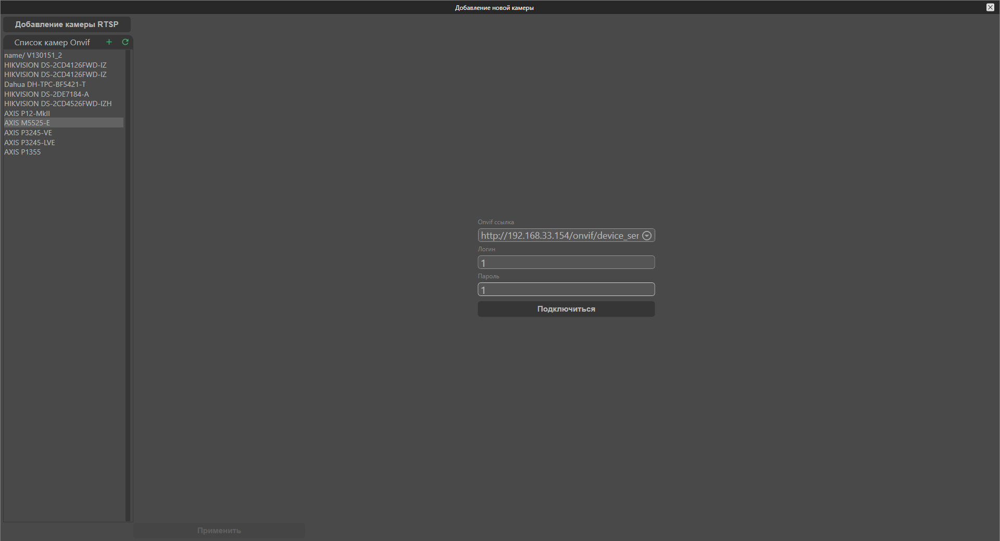 Добавление новой камеры
Добавление камеры RTSP
Список камер Onvif
name/ V130151_2
HIKVISION DS-2CD4126FWD-IZ
HIKVISION DS-2CD4126FWD-IZ
Dahua DH-TPC-BF5421-T
HIKVISION DS-2DE7184-A
HIKVISION DS-2CD4526FWD-IZH
AXIS P12-MkII
AXIS M5525-E
AXIS P3245-VE
AXIS P3245-LVE
AXIS P1355
Onvif ссылка
http://192.168.33.154/onvif/device_ser
Логин
1
Пароль
1
Подключиться
Применить